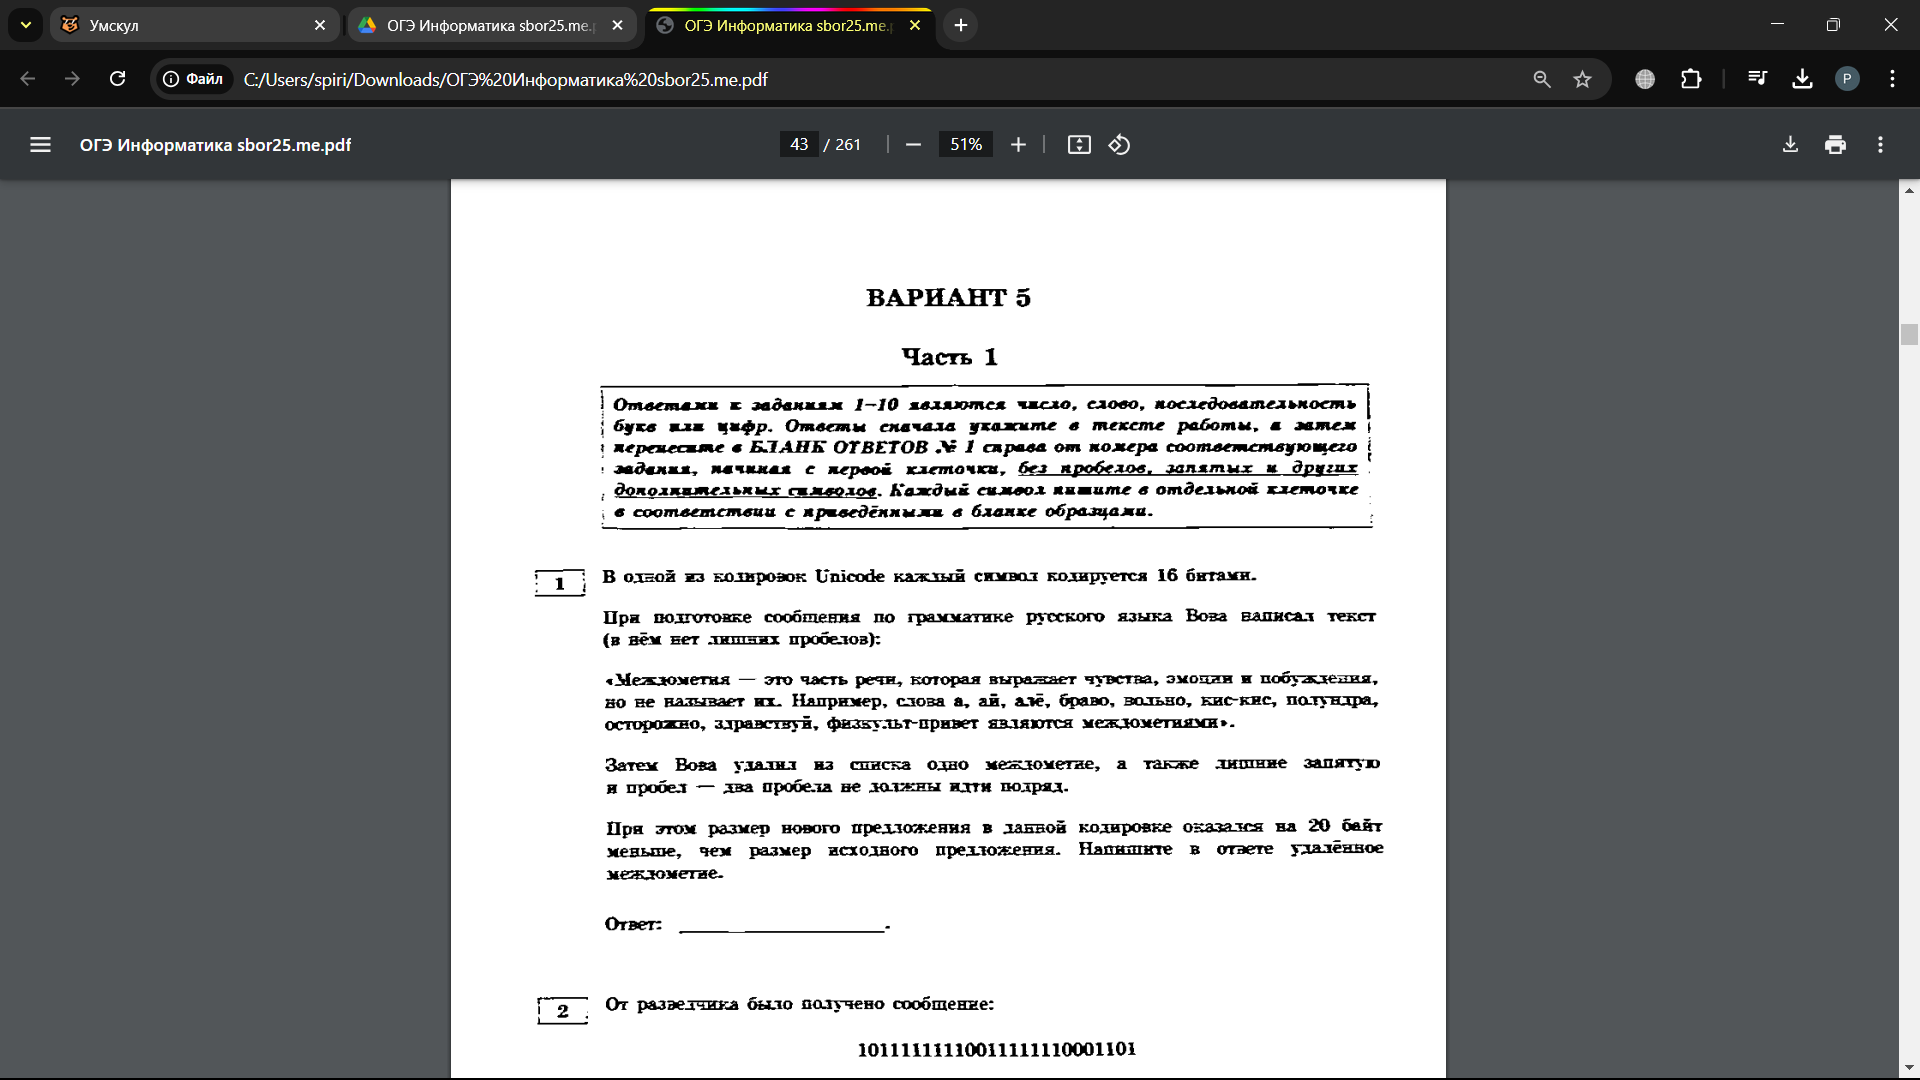 Умскул
ОГЭ Информатика sbor25.me.p
ОГЭ Информатика sbor25.me.p
Файл
C:/Users/spiri/Downloads/ОГЭ%20Информатика%20sbor25.me.pdf
P
ОГЭ Информатика sbor25.me.pdf
43 / 261
51%
ВАРИАНТ 5
Часть 1
Ответами к заданиям 1–10 являются число, слово, последовательность
букв или цифр. Ответы сначала укажите в тексте работы, а затем
перенесите в БЛАНК ОТВЕТОВ № 1 справа от номера соответствующего
задания, начиная с первой клеточки, без пробелов, запятых и других
дополнительных символов. Каждый символ пишите в отдельной клеточке
в соответствии с приведёнными в бланке образцами.
1
В одной из кодировок Unicode каждый символ кодируется 16 битами.
При подготовке сообщения по грамматике русского языка Вова написал текст
(в нём нет лишних пробелов):
«Междометия — это часть речи, которая выражает чувства, эмоции и побуждения,
но не называет их. Например, слова а, ай, алё, браво, вольно, кис-кис, полундра,
осторожно, здравствуй, физкульт-привет являются междометиями».
Затем Вова удалил из списка одно междометие, а также лишние запятую
и пробел — два пробела не должны идти подряд.
При этом размер нового предложения в данной кодировке оказался на 20 байт
меньше, чем размер исходного предложения. Напишите в ответе удалённое
междометие.
Ответ: ____________________.
2
От разведчика было получено сообщение:
1011111111100111111110001101